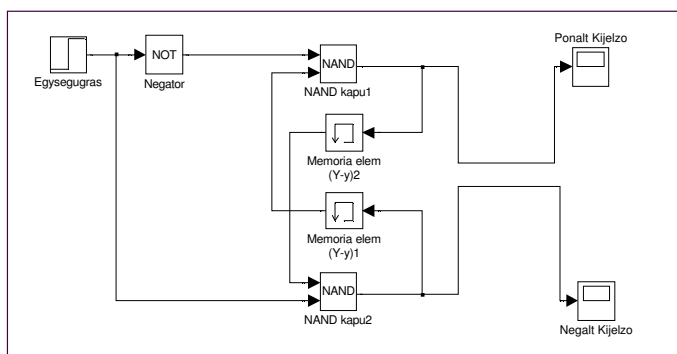 Ponalt Kijelzo
NOT
NAND
Egysegugras
Negator
NAND kapu1
Memoria elem
(Y-y)2
Memoria elem
(Y-y)1
NAND
NAND kapu2
Negalt Kijelzo